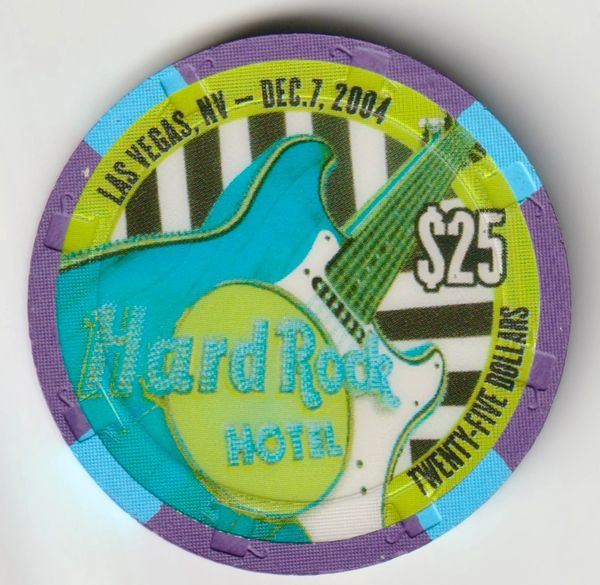 LAS VEGAS, NV — DEC. 7, 2004
$25
Hard Rock
HOTEL
TWENTY-FIVE DOLLARS